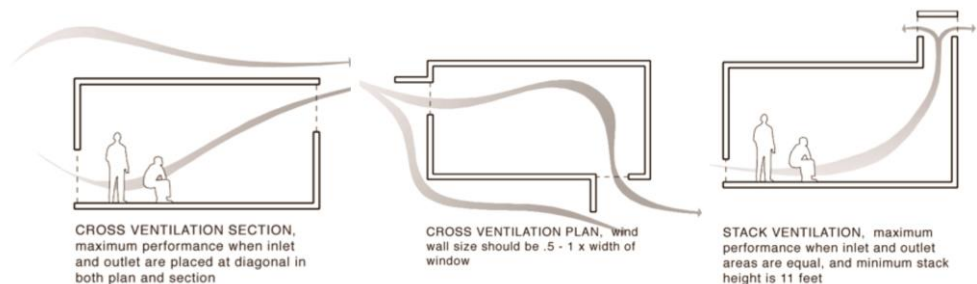 CROSS VENTILATION SECTION,
maximum performance when inlet
and outlet are placed at diagonal in
both plan and section
CROSS VENTILATION PLAN, wind
wall size should be .5 - 1 x width of
window
STACK VENTILATION, maximum
performance when inlet and outlet
areas are equal, and minimum stack
height is 11 feet